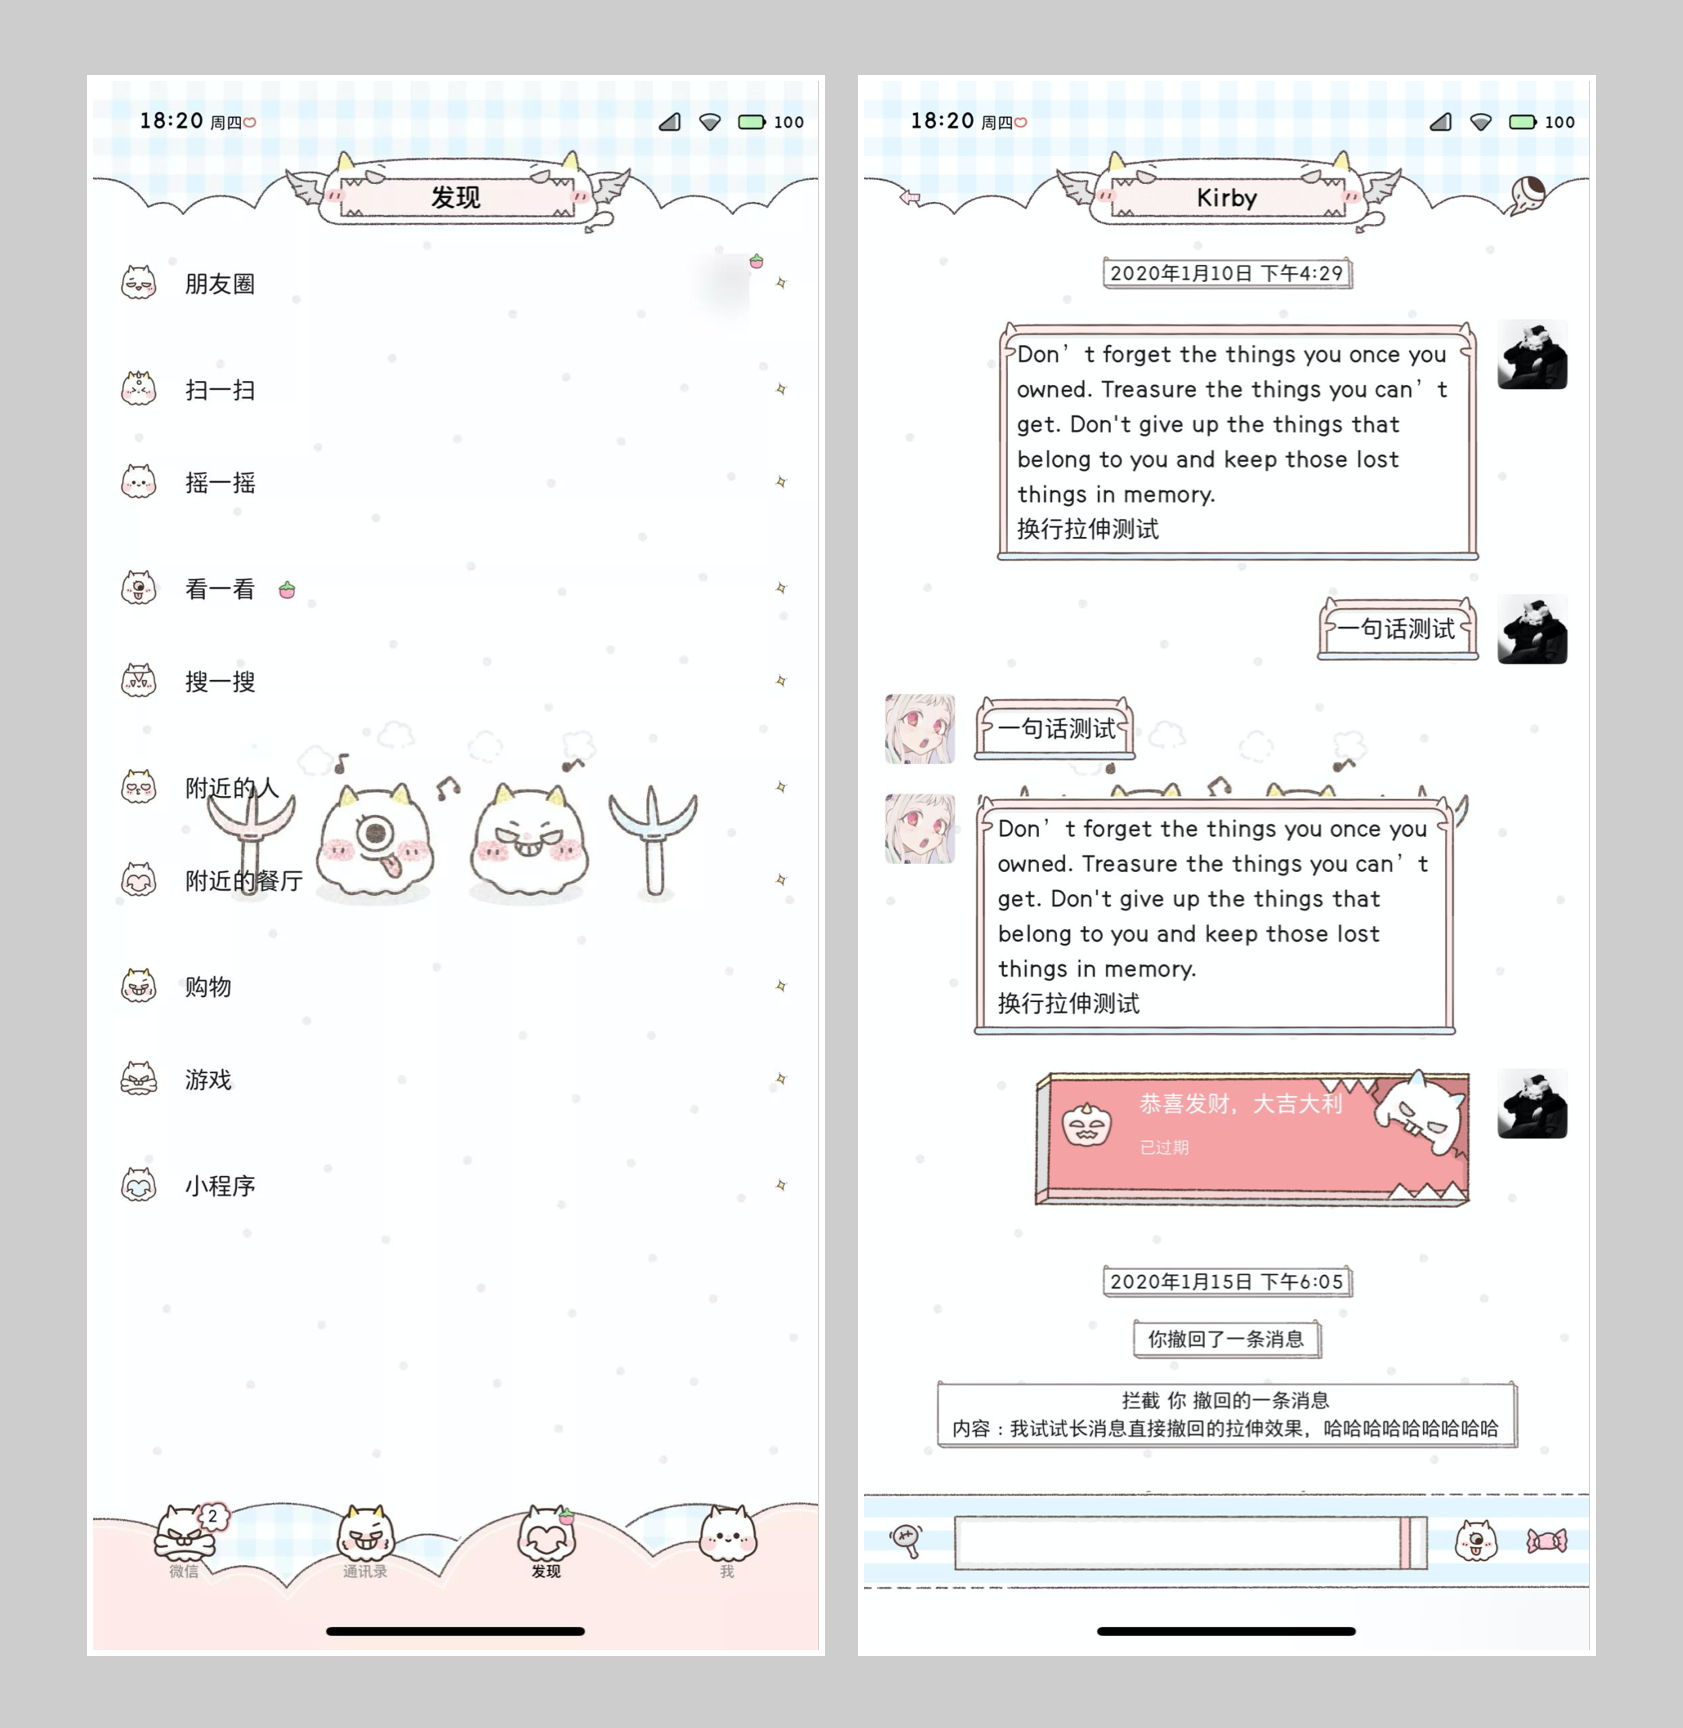 18:20 周四
100
发现
朋友圈
扫一扫
摇一摇
看一看
搜一搜
附近的人
附近的餐厅
购物
游戏
小程序
2
微信
通讯录
发现
我
18:20 周四
100
Kirby
2020年1月10日 下午4:29
Don’t forget the things you once you
owned. Treasure the things you can’t
get. Don't give up the things that
belong to you and keep those lost
things in memory.
换行拉伸测试
一句话测试
一句话测试
Don’t forget the things you once you
owned. Treasure the things you can’t
get. Don't give up the things that
belong to you and keep those lost
things in memory.
换行拉伸测试
恭喜发财，大吉大利
已过期
2020年1月15日 下午6:05
你撤回了一条消息
拦截 你 撤回的一条消息
内容：我试试长消息直接撤回的拉伸效果，哈哈哈哈哈哈哈哈哈